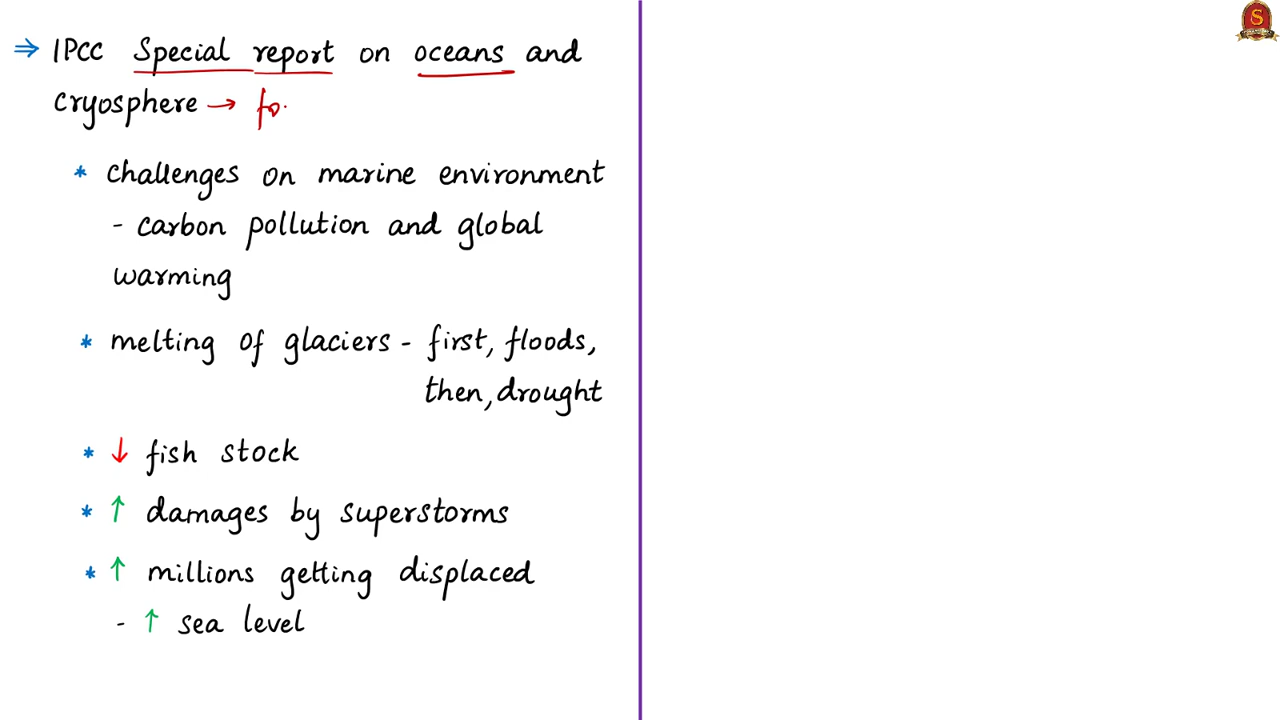 ⇒ IPCC Special report on oceans and
cryosphere → fo
* challenges on marine environment
- carbon pollution and global
warming
* melting of glaciers - first, floods,
then, drought
* ↓ fish stock
* ↑ damages by superstorms
* ↑ millions getting displaced
- ↑ sea level
S